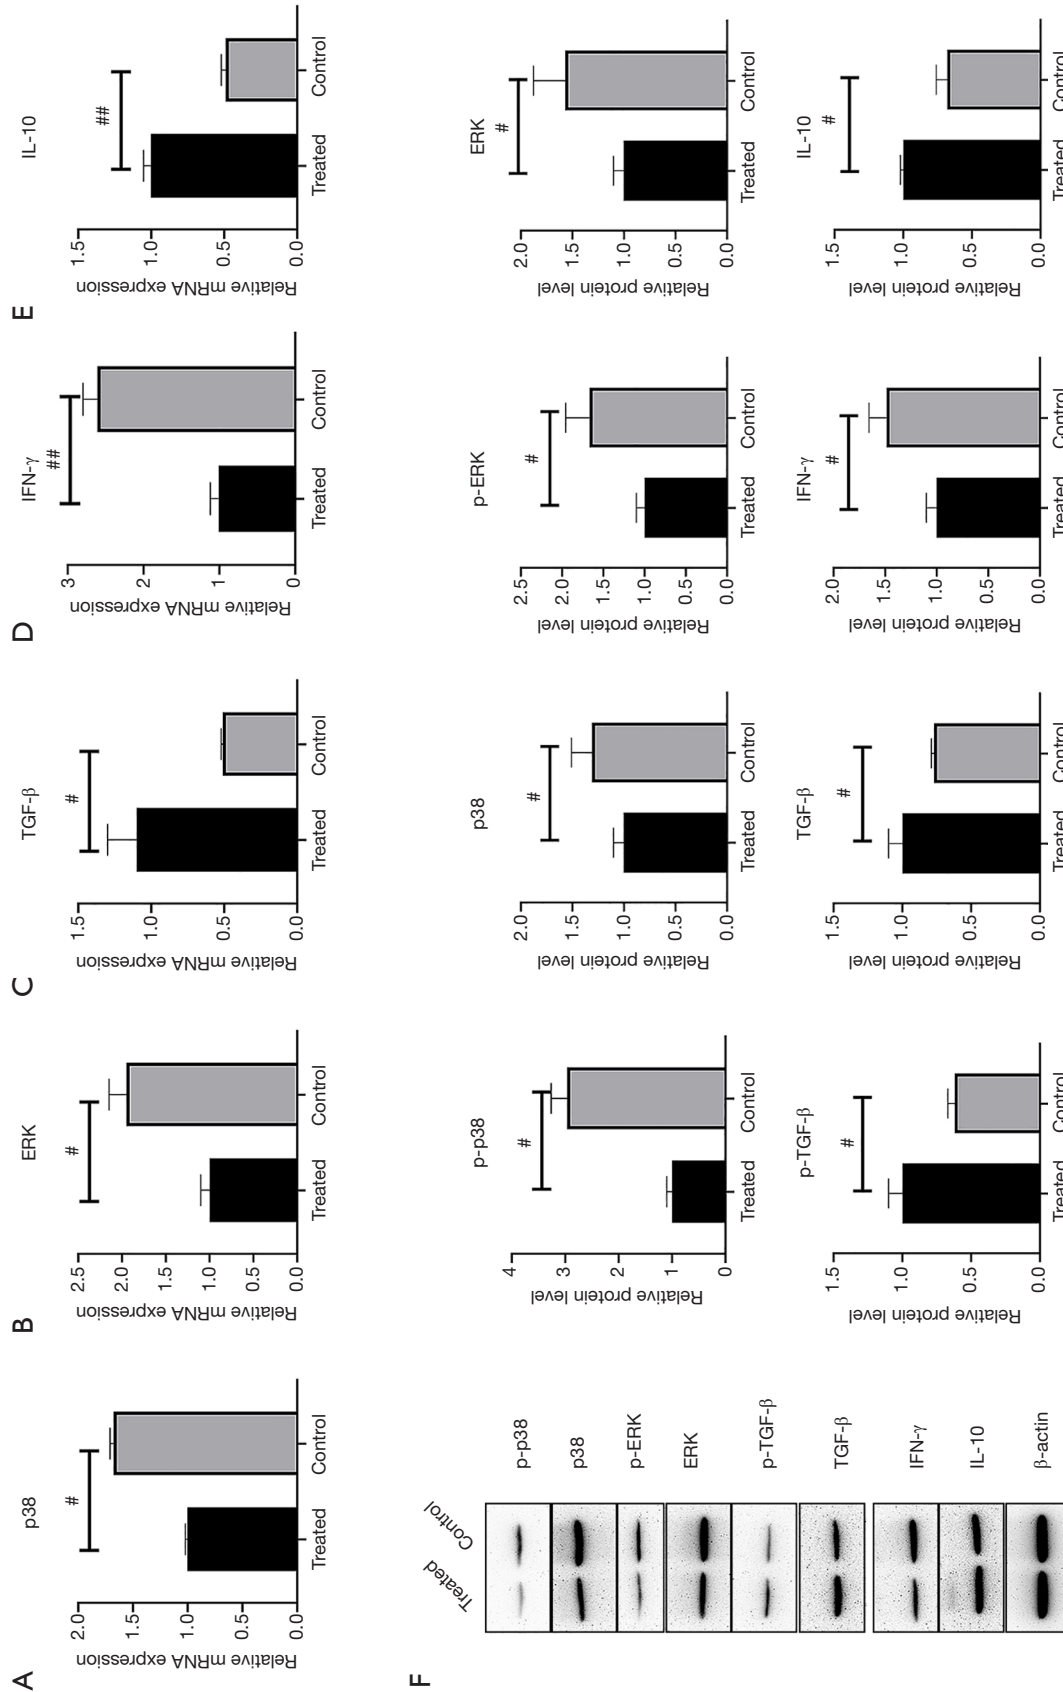 A
p38
Relative mRNA expression
2.0
1.5
1.0
0.5
0.0
#
Treated
Control
B
ERK
Relative mRNA expression
2.5
2.0
1.5
1.0
0.5
0.0
#
Treated
Control
C
TGF-β
Relative mRNA expression
1.5
1.0
0.5
0.0
#
Treated
Control
D
IFN-γ
Relative mRNA expression
3
2
1
0
##
Treated
Control
E
IL-10
Relative mRNA expression
1.5
1.0
0.5
0.0
##
Treated
Control
F
Treated
Control
p-p38
p38
p-ERK
ERK
p-TGF-β
TGF-β
IFN-γ
IL-10
β-actin
p-p38
Relative protein level
4
3
2
1
0
#
Treated
Control
p38
Relative protein level
2.0
1.5
1.0
0.5
0.0
#
Treated
Control
p-ERK
Relative protein level
2.5
2.0
1.5
1.0
0.5
0.0
#
Treated
Control
ERK
Relative protein level
2.0
1.5
1.0
0.5
0.0
#
Treated
Control
p-TGF-β
Relative protein level
1.5
1.0
0.5
0.0
#
Treated
Control
TGF-β
Relative protein level
1.5
1.0
0.5
0.0
#
Treated
Control
IFN-γ
Relative protein level
2.0
1.5
1.0
0.5
0.0
#
Treated
Control
IL-10
Relative protein level
1.5
1.0
0.5
0.0
#
Treated
Control